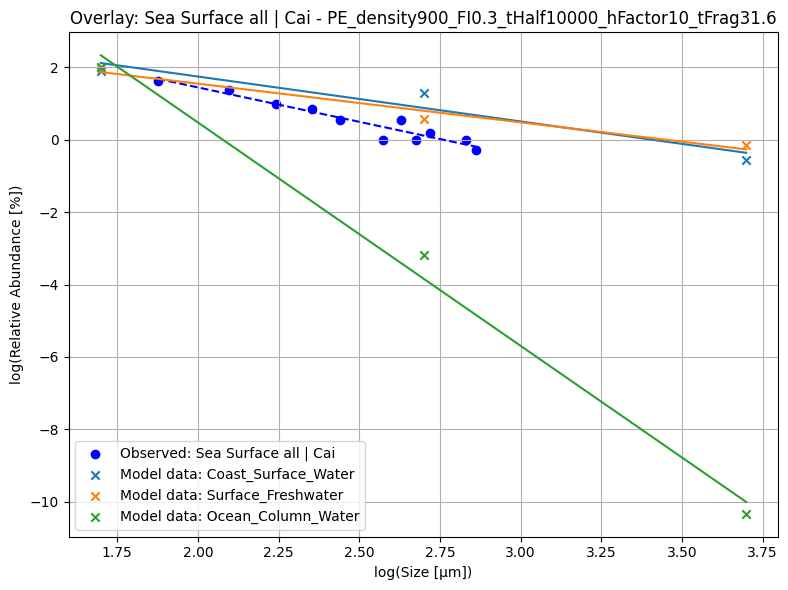 Overlay: Sea Surface all | Cai - PE_density900_FI0.3_tHalf10000_hFactor10_tFrag31.6
log(Relative Abundance [%])
2
0
−2
−4
−6
−8
−10
Observed: Sea Surface all | Cai
Model data: Coast_Surface_Water
Model data: Surface_Freshwater
Model data: Ocean_Column_Water
1.75
2.00
2.25
2.50
2.75
3.00
3.25
3.50
3.75
log(Size [μm])